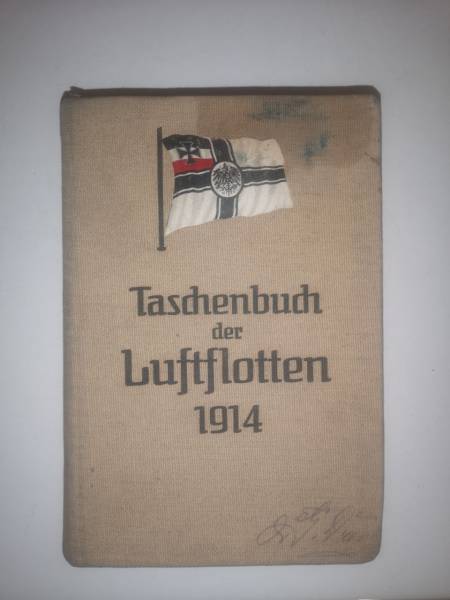 Taschenbuch
der
Luftflotten
1914